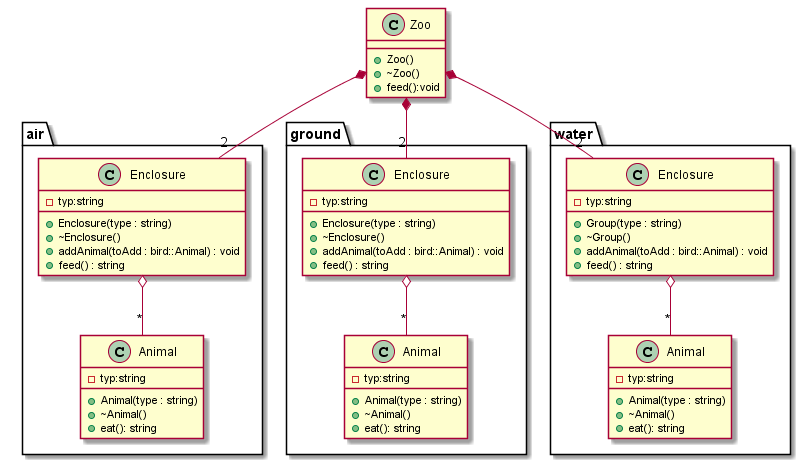 C Zoo
Zoo()
~Zoo()
feed():void
air
2
C Enclosure
typ:string
Enclosure(type : string)
~Enclosure()
addAnimal(toAdd : bird::Animal) : void
feed() : string
*
C Animal
typ:string
Animal(type : string)
~Animal()
eat(): string
ground
2
C Enclosure
typ:string
Enclosure(type : string)
~Enclosure()
addAnimal(toAdd : bird::Animal) : void
feed() : string
*
C Animal
typ:string
Animal(type : string)
~Animal()
eat(): string
water
2
C Enclosure
typ:string
Group(type : string)
~Group()
addAnimal(toAdd : bird::Animal) : void
feed() : string
*
C Animal
typ:string
Animal(type : string)
~Animal()
eat(): string